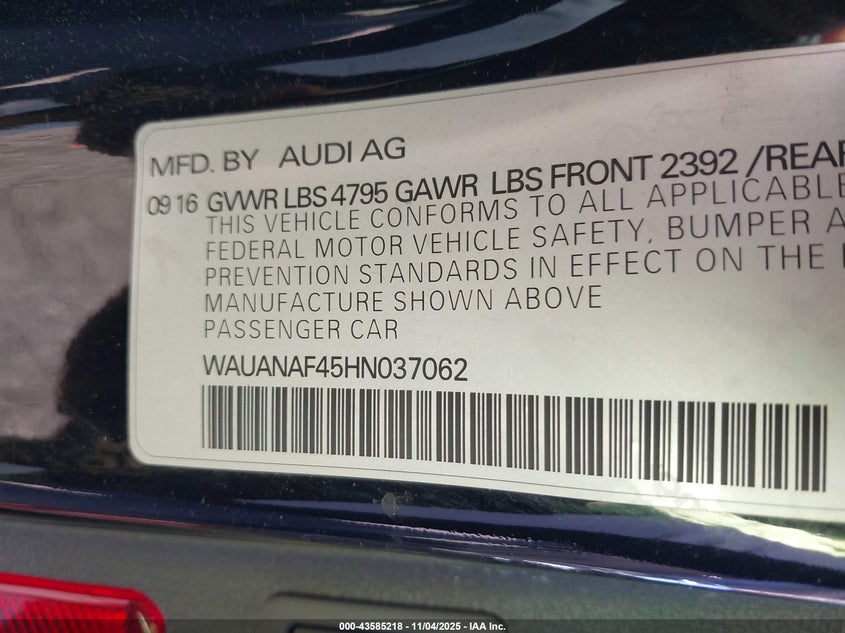 MFD. BY AUDI AG
09 16 GVWR LBS 4795 GAWR LBS FRONT 2392 /REAR
THIS VEHICLE CONFORMS TO ALL APPLICABLE
FEDERAL MOTOR VEHICLE SAFETY, BUMPER A
PREVENTION STANDARDS IN EFFECT ON THE
MANUFACTURE SHOWN ABOVE
PASSENGER CAR
WAUANAF45HN037062
000-43585218 - 11/04/2025 - IAA Inc.